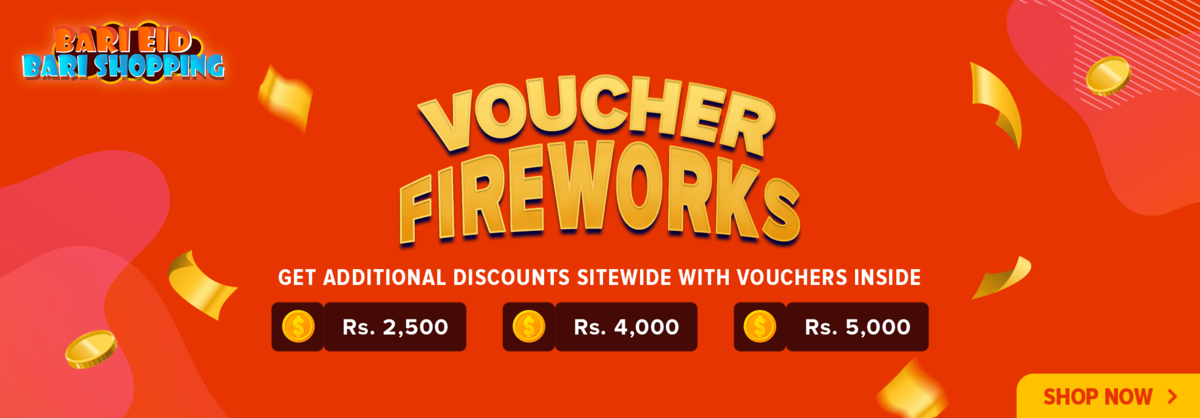 BARI EID
BARI SHOPPING
VOUCHER
FIREWORKS
GET ADDITIONAL DISCOUNTS SITEWIDE WITH VOUCHERS INSIDE
$ Rs. 2,500 $ Rs. 4,000 $ Rs. 5,000
SHOP NOW >